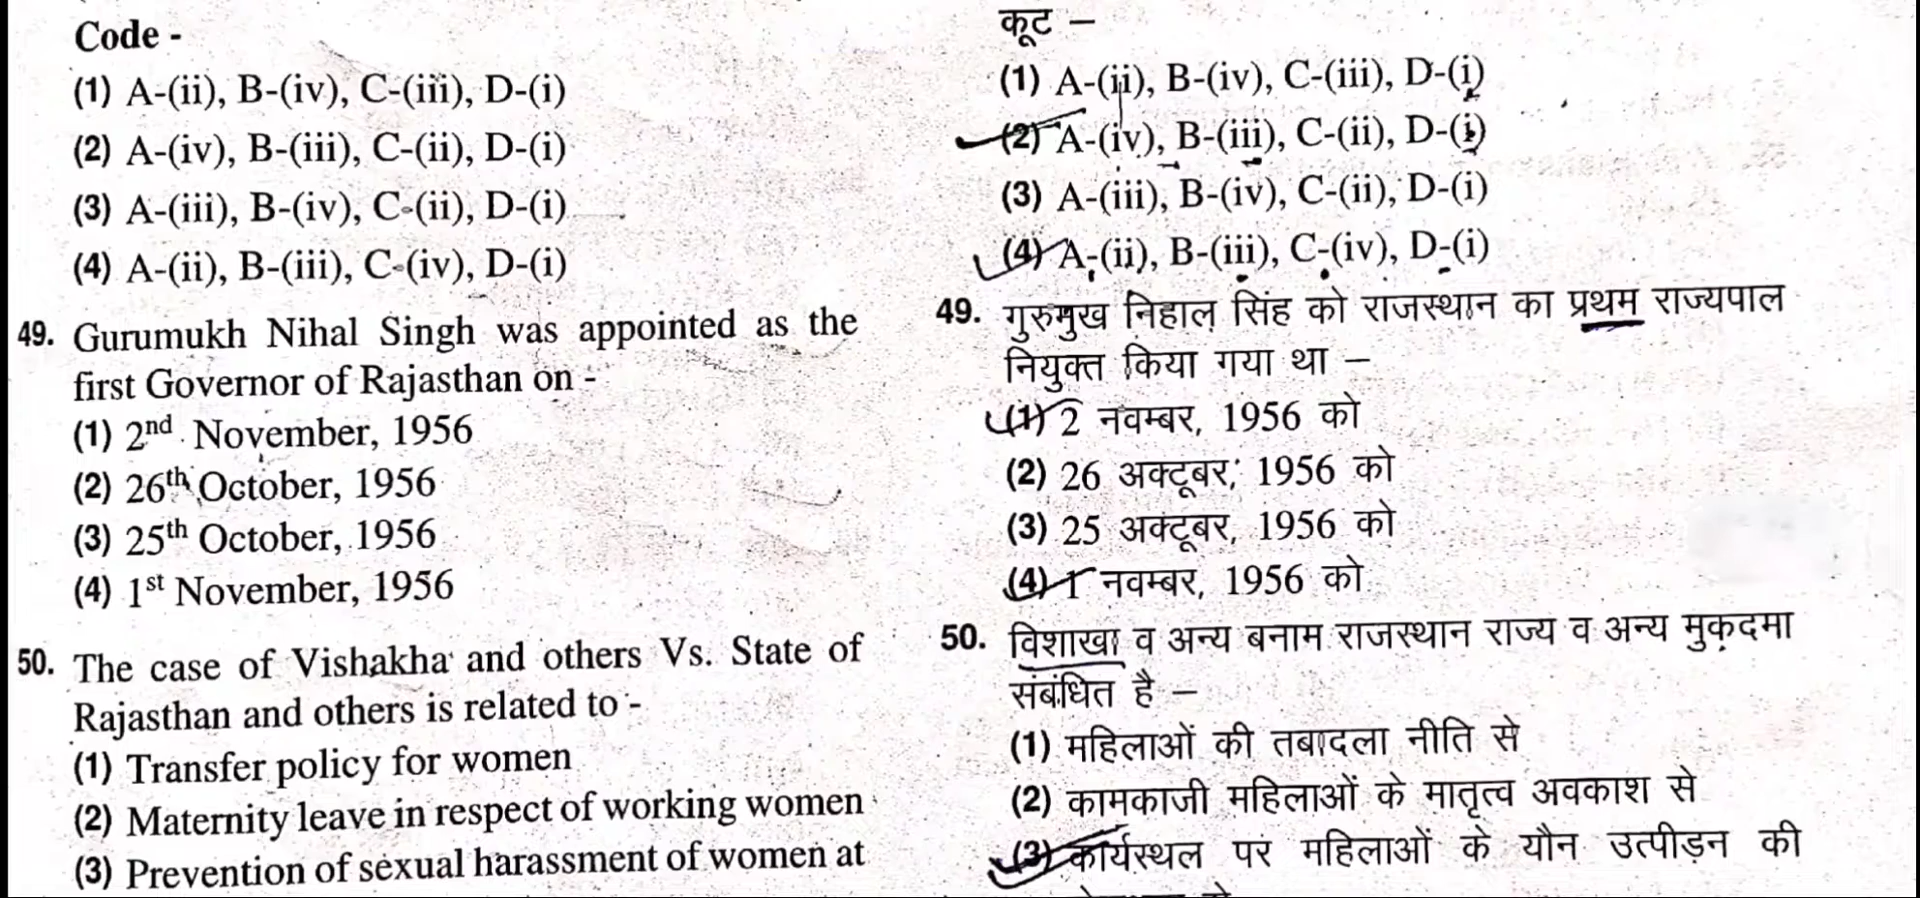 Code -
(1) A-(ii), B-(iv), C-(iii), D-(i)
(2) A-(iv), B-(iii), C-(ii), D-(i)
(3) A-(iii), B-(iv), C-(ii), D-(i)
(4) A-(ii), B-(iii), C-(iv), D-(i)
49. Gurumukh Nihal Singh was appointed as the
first Governor of Rajasthan on -
(1) 2nd November, 1956
(2) 26th October, 1956
(3) 25th October, 1956
(4) 1st November, 1956
50. The case of Vishakha and others Vs. State of
Rajasthan and others is related to -
(1) Transfer policy for women
(2) Maternity leave in respect of working women
(3) Prevention of sexual harassment of women at
कूट –
(1) A-(ii), B-(iv), C-(iii), D-(i)
(2) A-(iv), B-(iii), C-(ii), D-(i)
(3) A-(iii), B-(iv), C-(ii), D-(i)
(4) A-(ii), B-(iii), C-(iv), D-(i)
49. गुरुमुख निहाल सिंह को राजस्थान का प्रथम राज्यपाल
नियुक्त किया गया था –
(1) 2 नवम्बर, 1956 को
(2) 26 अक्टूबर, 1956 को
(3) 25 अक्टूबर, 1956 को
(4) 1 नवम्बर, 1956 को
50. विशाखा व अन्य बनाम राजस्थान राज्य व अन्य मुक़दमा
संबंधित है –
(1) महिलाओं की तबादला नीति से
(2) कामकाजी महिलाओं के मातृत्व अवकाश से
(3) कार्यस्थल पर महिलाओं के यौन उत्पीड़न की